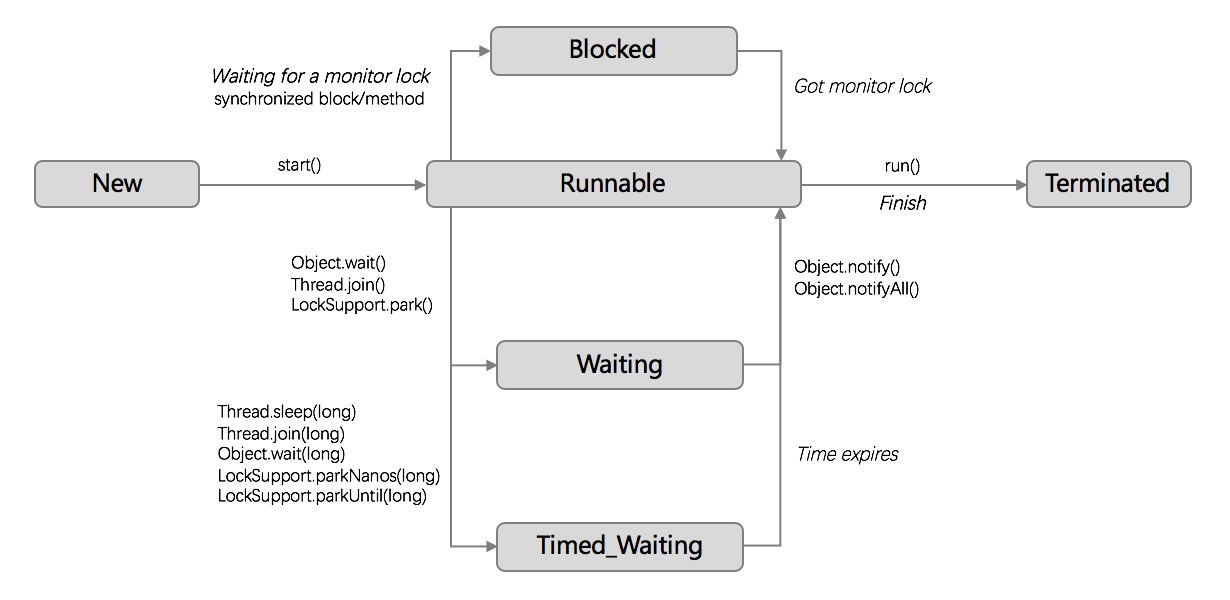 Blocked
Waiting for a monitor lock
synchronized block/method
Got monitor lock
New
start()
Runnable
run()
Finish
Terminated
Object.wait()
Thread.join()
LockSupport.park()
Object.notify()
Object.notifyAll()
Waiting
Thread.sleep(long)
Thread.join(long)
Object.wait(long)
LockSupport.parkNanos(long)
LockSupport.parkUntil(long)
Time expires
Timed_Waiting